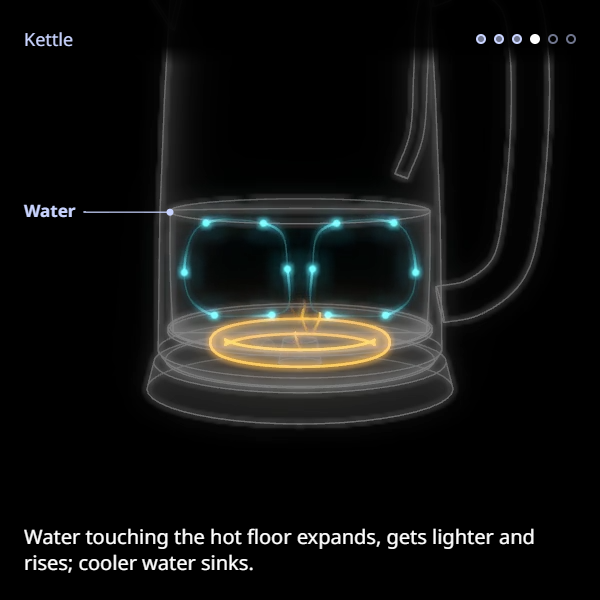 Kettle
Water
Water touching the hot floor expands, gets lighter and
rises; cooler water sinks.